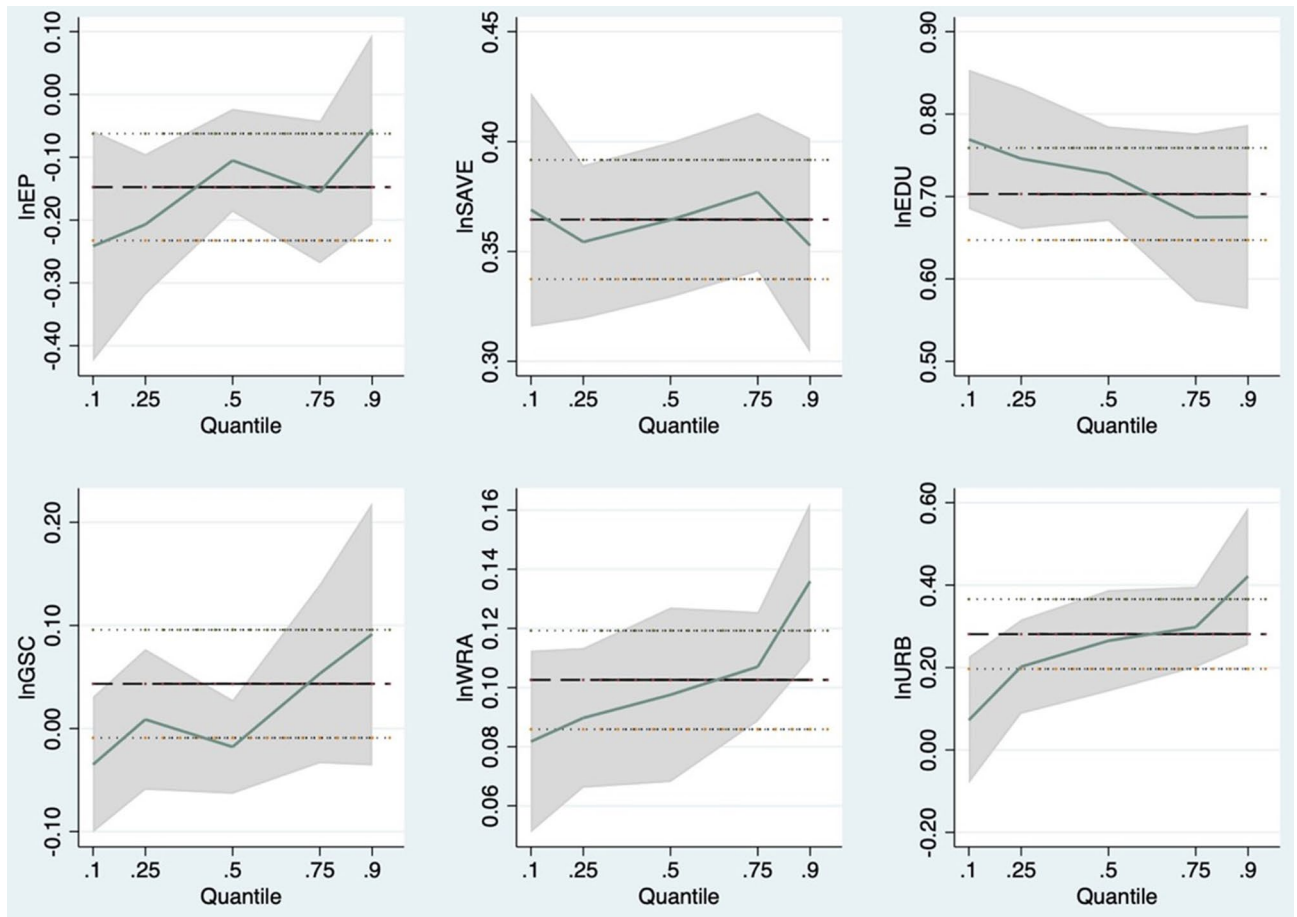 lnEP
0.10
0.00
-0.10
-0.20
-0.30
-0.40
.1 .25 .5 .75 .9
Quantile
lnSAVE
0.45
0.40
0.35
0.30
.1 .25 .5 .75 .9
Quantile
lnEDU
0.90
0.80
0.70
0.60
0.50
.1 .25 .5 .75 .9
Quantile
lnGSC
0.20
0.10
0.00
-0.10
.1 .25 .5 .75 .9
Quantile
lnWRA
0.16
0.14
0.12
0.10
0.08
0.06
.1 .25 .5 .75 .9
Quantile
lnURB
0.60
0.40
0.20
0.00
-0.20
.1 .25 .5 .75 .9
Quantile